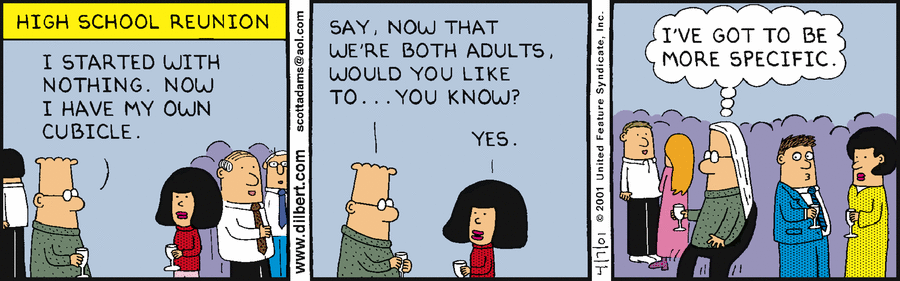 HIGH SCHOOL REUNION
I STARTED WITH
NOTHING. NOW
I HAVE MY OWN
CUBICLE.
www.dilbert.com
scottadams@aol.com
SAY, NOW THAT
WE'RE BOTH ADULTS,
WOULD YOU LIKE
TO...YOU KNOW?
YES.
4/7/01 © 2001 United Feature Syndicate, Inc.
I'VE GOT TO BE
MORE SPECIFIC.